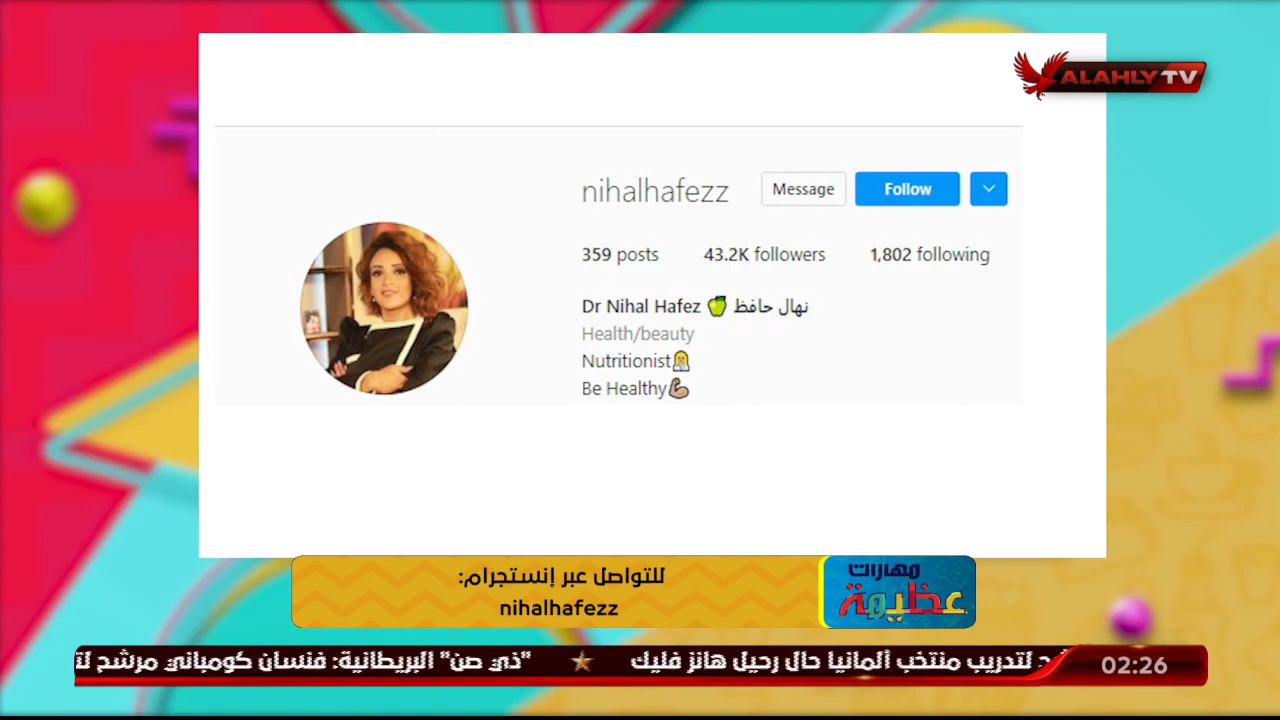 ALAHLY TV
nihalhafezz Message Follow
359 posts 43.2K followers 1,802 following
Dr Nihal Hafez 🍏 نهال حافظ
Health/beauty
Nutritionist👩‍⚕️
Be Healthy💪🏼
للتواصل عبر إنستجرام:
nihalhafezz
مهارات
عظيمة
لتدريب منتخب ألمانيا حال رحيل هانز فليك ★ "ذي صن" البريطانية: فنسان كومباني مرشح
02:26